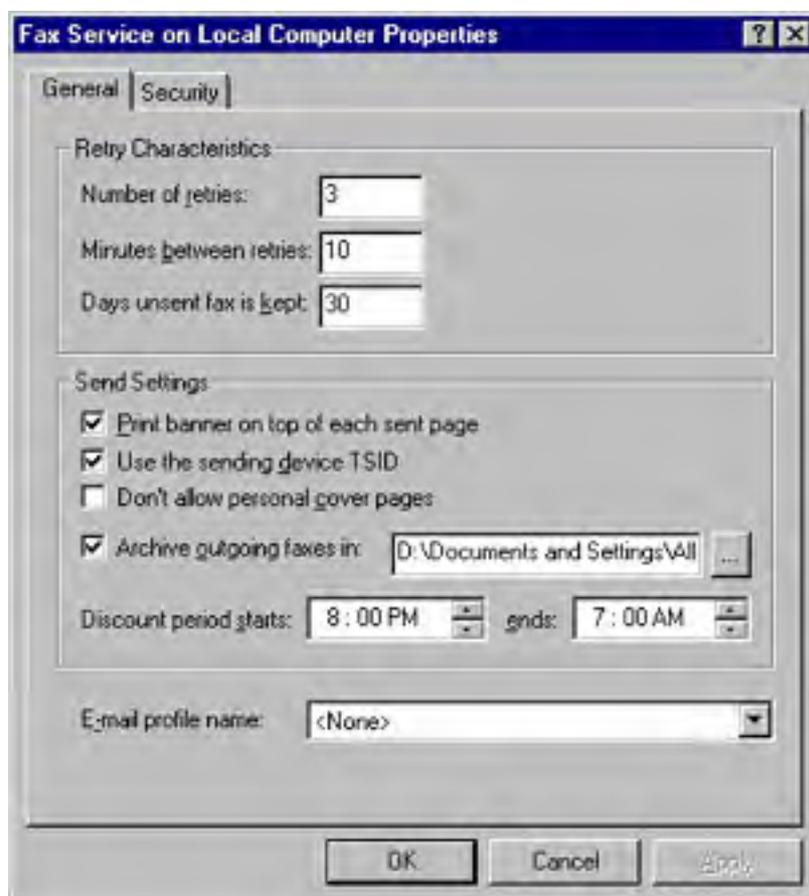 Fax Service on Local Computer Properties
General Security
Retry Characteristics
Number of retries: 3
Minutes between retries: 10
Days unsent fax is kept: 30
Send Settings
Print banner on top of each sent page
Use the sending device TSID
Don't allow personal cover pages
Archive outgoing faxes in: D:\Documents and Settings\All ...
Discount period starts: 8 : 00 PM ends: 7 : 00 AM
E-mail profile name: <None>
OK Cancel Apply